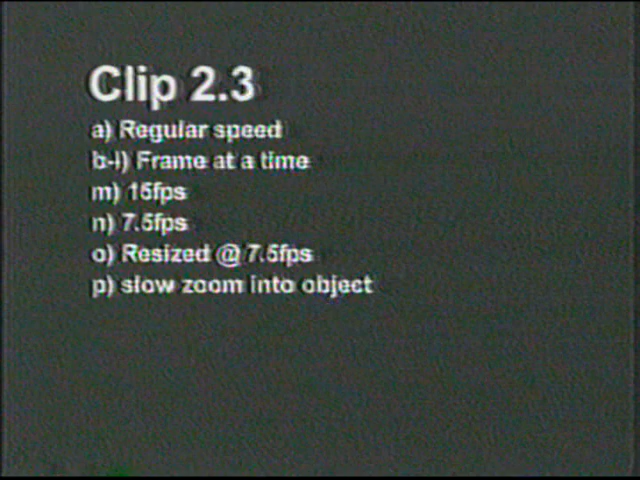 Clip 2.3
a) Regular speed
b-l) Frame at a time
m) 15fps
n) 7.5fps
o) Resized @ 7.5fps
p) slow zoom into object